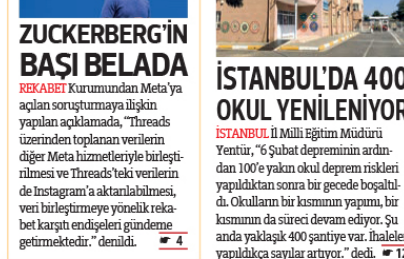 ZUCKERBERG'İN
BAŞI BELADA
REKABET Kurumundan Meta'ya
açılan soruşturmaya ilişkin
yapılan açıklamada, "Threads
üzerinden toplanan verilerin
diğer Meta hizmetleriyle birleşti-
rilmesi ve Threads'teki verilerin
de Instagram'a aktarılabilmesi,
veri birleştirmeye yönelik reka-
bet karşıtı endişeleri gündeme
getirmektedir." denildi. ☛ 4
İSTANBUL'DA 400
OKUL YENİLENİYOR
İSTANBUL İl Milli Eğitim Müdürü
Yentür, "6 Şubat depreminin ardın-
dan 100'e yakın okul deprem riskleri
yapıldıktan sonra bir gecede boşaltıl-
dı. Okulların bir kısmının yapımı, bir
kısmının da süreci devam ediyor. Şu
anda yaklaşık 400 şantiye var. İhaleler
yapıldıkça sayılar artıyor." dedi. ☛ 12